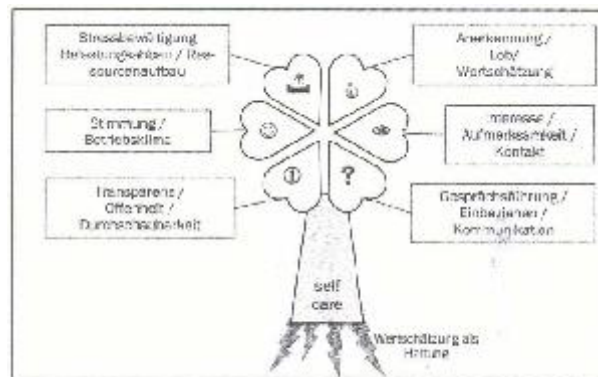 Stressbewältigung
Belastungsabbau / Res-
sourcenaufbau
Anerkennung /
Lob/
Wertschätzung
Stimmung /
Betriebsklima
Interesse /
Aufmerksamkeit /
Kontakt
Transparenz /
Offenheit /
Durchschaubarkeit
?
Gesprächsführung /
Einbeziehen /
Kommunikation
self
care
Wertschätzung als
Haltung